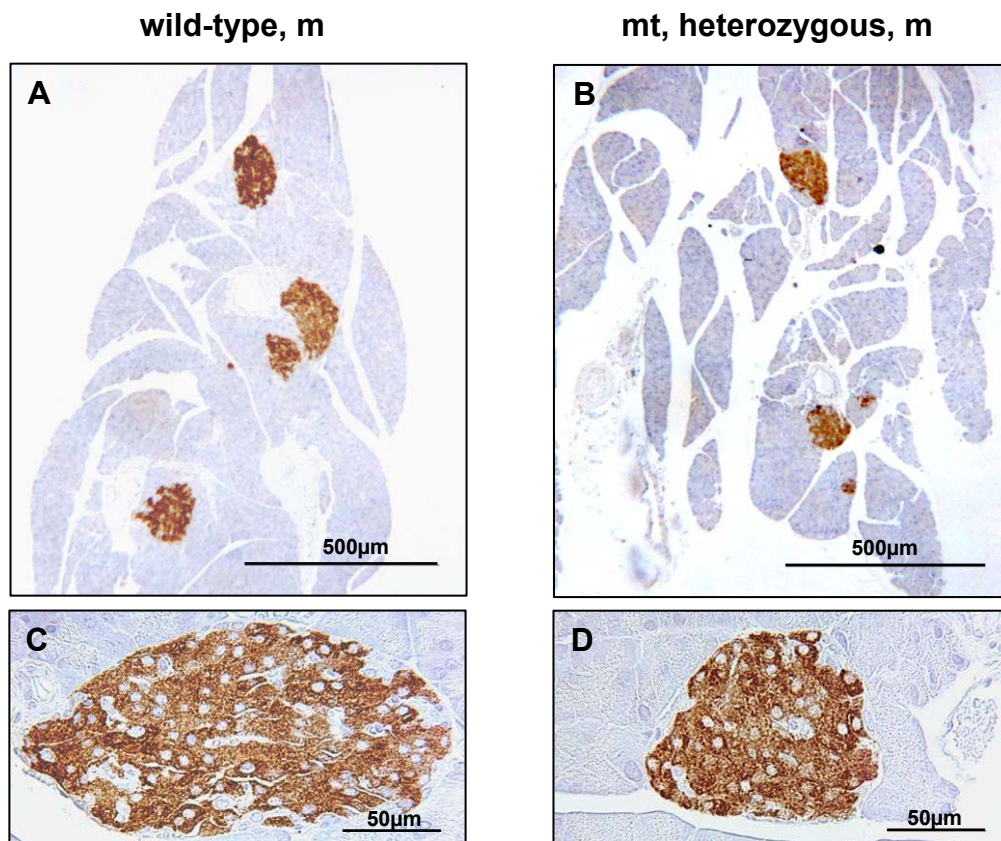 wild-type, m
mt, heterozygous, m
A
B
500µm
500µm
C
D
50µm
50µm